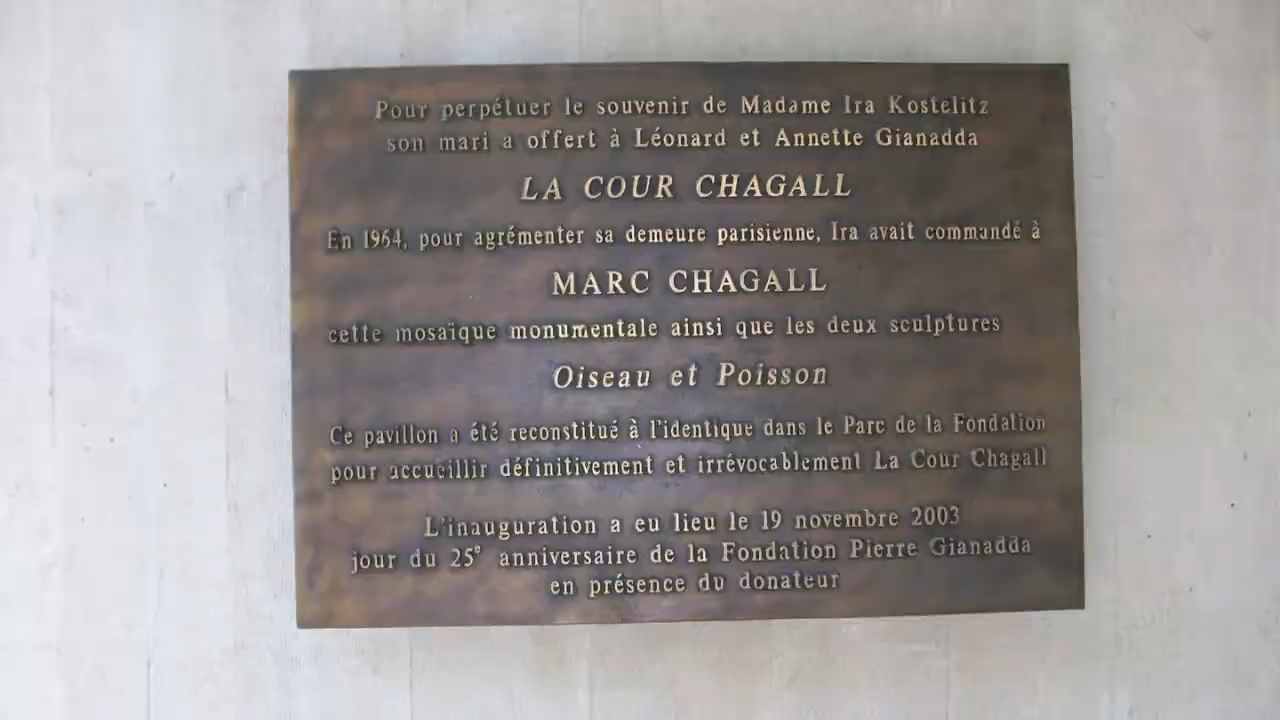 Pour perpétuer le souvenir de Madame Ira Kostelitz
son mari a offert à Léonard et Annette Gianadda
LA COUR CHAGALL
En 1964, pour agrémenter sa demeure parisienne, Ira avait commandé à
MARC CHAGALL
cette mosaïque monumentale ainsi que les deux sculptures
Oiseau et Poisson
Ce pavillon a été reconstitué à l'identique dans le Parc de la Fondation
pour accueillir définitivement et irrévocablement La Cour Chagall
L'inauguration a eu lieu le 19 novembre 2003
jour du 25e anniversaire de la Fondation Pierre Gianadda
en présence du donateur